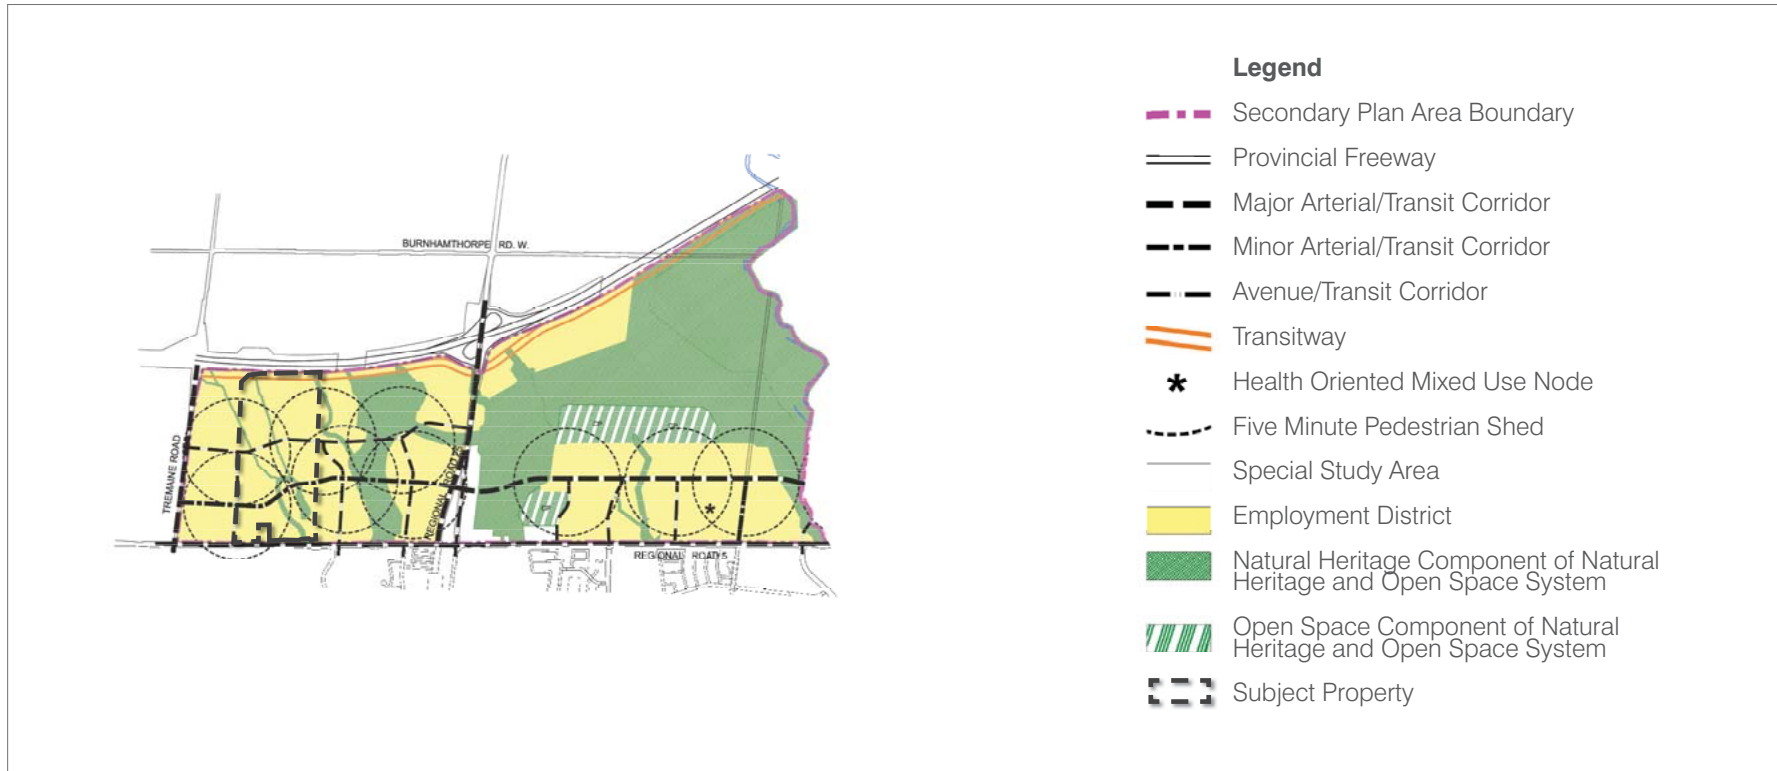 Legend
Secondary Plan Area Boundary
Provincial Freeway
Major Arterial/Transit Corridor
Minor Arterial/Transit Corridor
Avenue/Transit Corridor
Transitway
Health Oriented Mixed Use Node
Five Minute Pedestrian Shed
Special Study Area
Employment District
Natural Heritage Component of Natural
Heritage and Open Space System
Open Space Component of Natural
Heritage and Open Space System
Subject Property
BURNHAMTHORPE RD. W.
TREMAINE ROAD
REGIONAL ROAD 25
REGIONAL ROAD 5